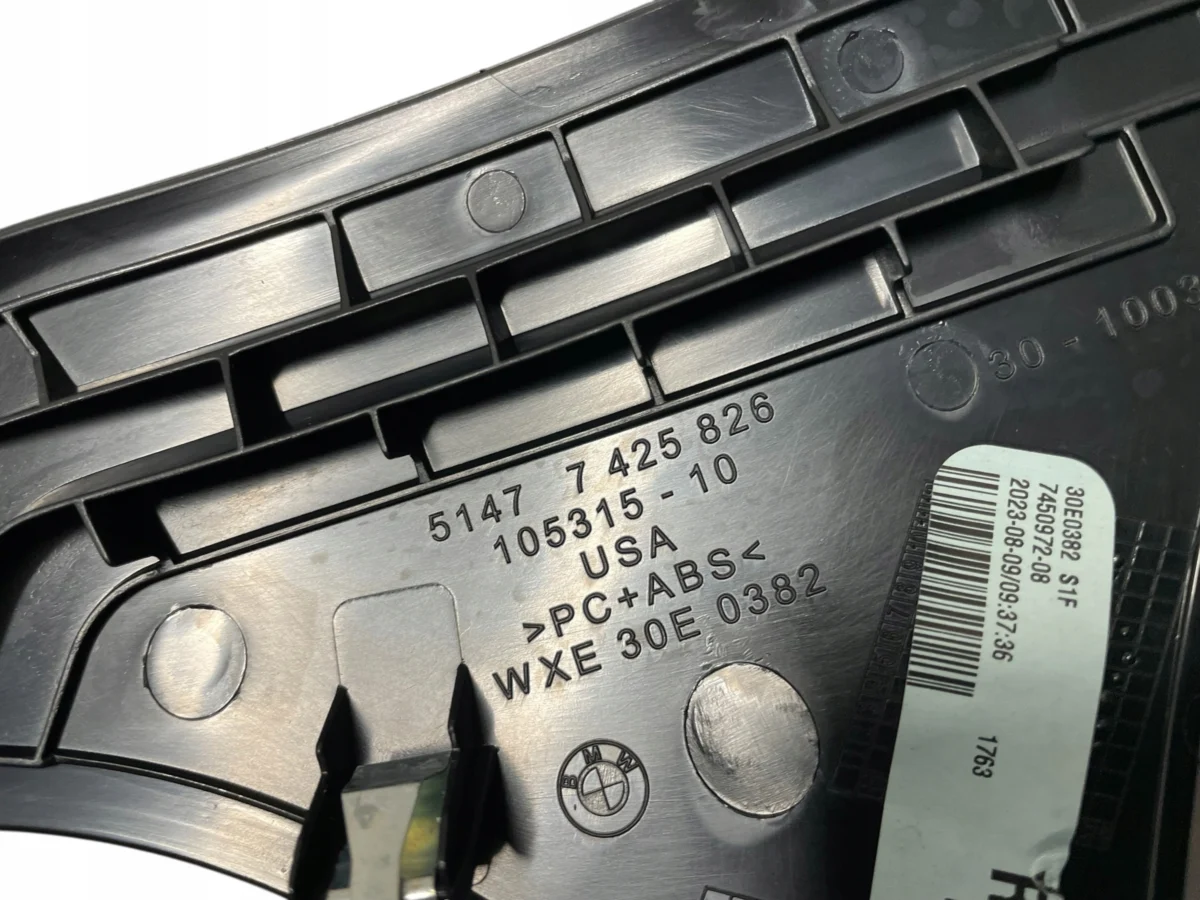 30 - 1003
5147 7 425 826
105315 - 10
USA
>PC+ABS<
WXE 30E 0382
BMW
30E0382 S1F
7450972-08
2023-08-09/09:37:36
1763